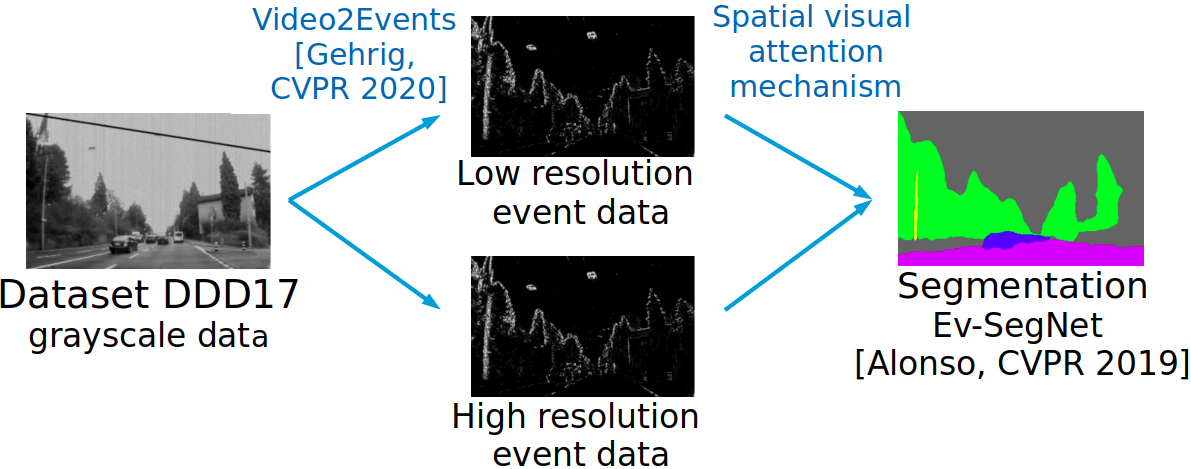 Video2Events
[Gehrig,
CVPR 2020]
Spatial visual
attention
mechanism
Low resolution
event data
Dataset DDD17
grayscale data
High resolution
event data
Segmentation
Ev-SegNet
[Alonso, CVPR 2019]